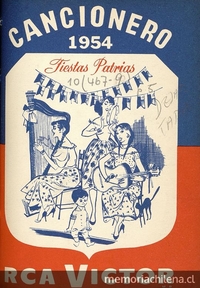 CANCIONERO
1954
Fiestas Patrias
RCA VICTOR
memoriachilena.cl